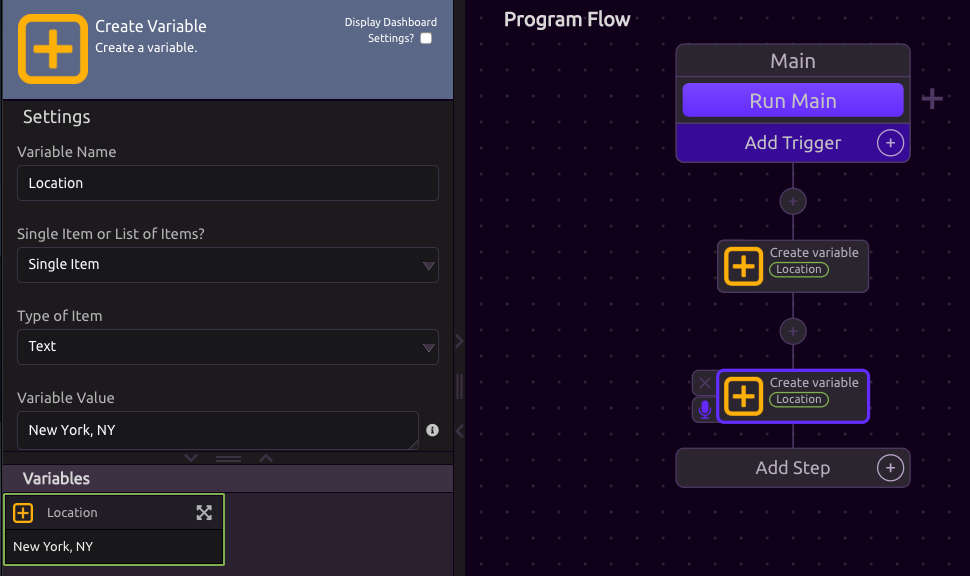 Create Variable
Create a variable.
Display Dashboard
Settings?
Settings
Variable Name
Location
Single Item or List of Items?
Single Item
Type of Item
Text
Variable Value
New York, NY
Variables
Location
New York, NY
Program Flow
Main
Run Main
Add Trigger
Create variable
Location
Create variable
Location
Add Step